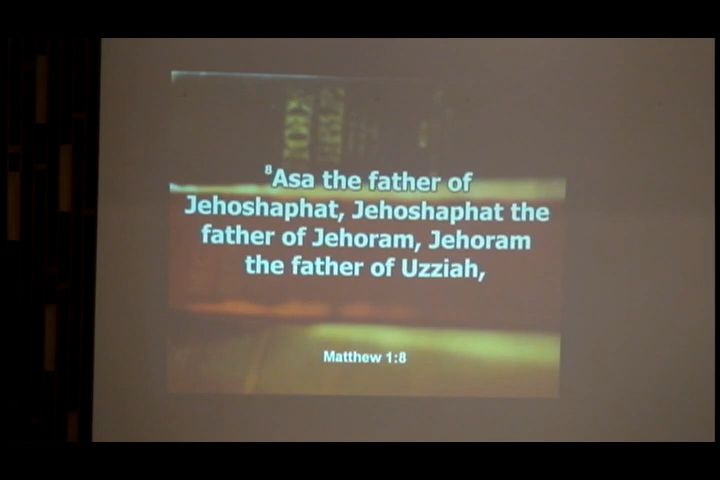 ⁸Asa the father of
Jehoshaphat, Jehoshaphat the
father of Jehoram, Jehoram
the father of Uzziah,
Matthew 1:8